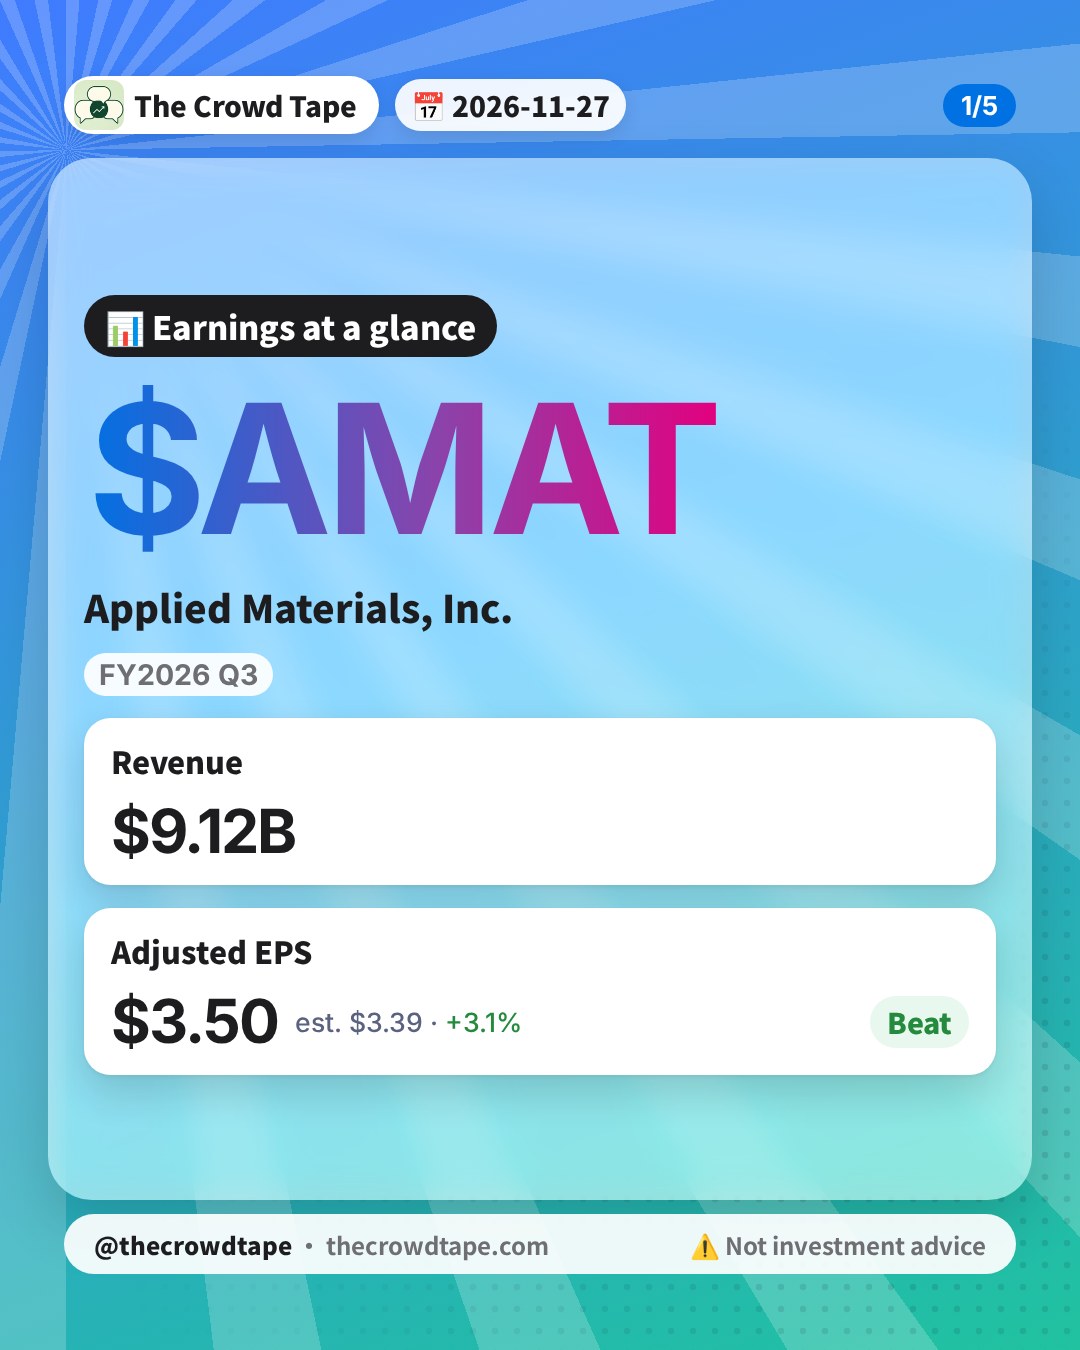 The Crowd Tape
📅 2026-11-27
1/5
📊 Earnings at a glance
$AMAT
Applied Materials, Inc.
FY2026 Q3
Revenue
$9.12B
Adjusted EPS
$3.50 est. $3.39 · +3.1%
Beat
@thecrowdtape • thecrowdtape.com
⚠️ Not investment advice